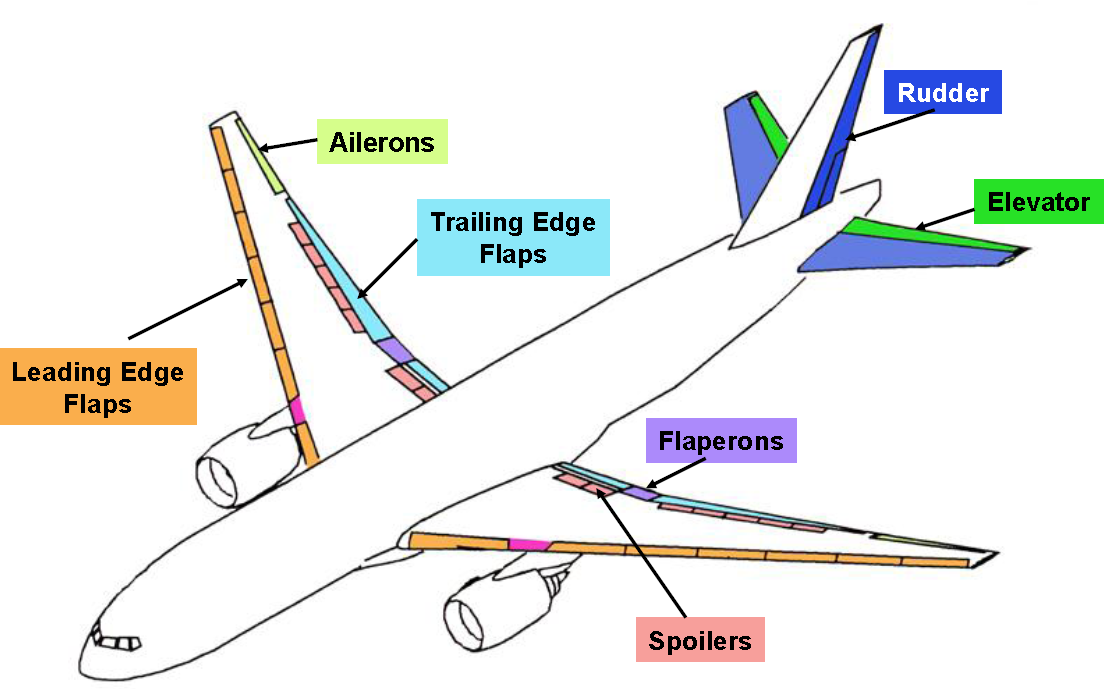 Rudder
Ailerons
Elevator
Trailing Edge
Flaps
Leading Edge
Flaps
Flaperons
Spoilers